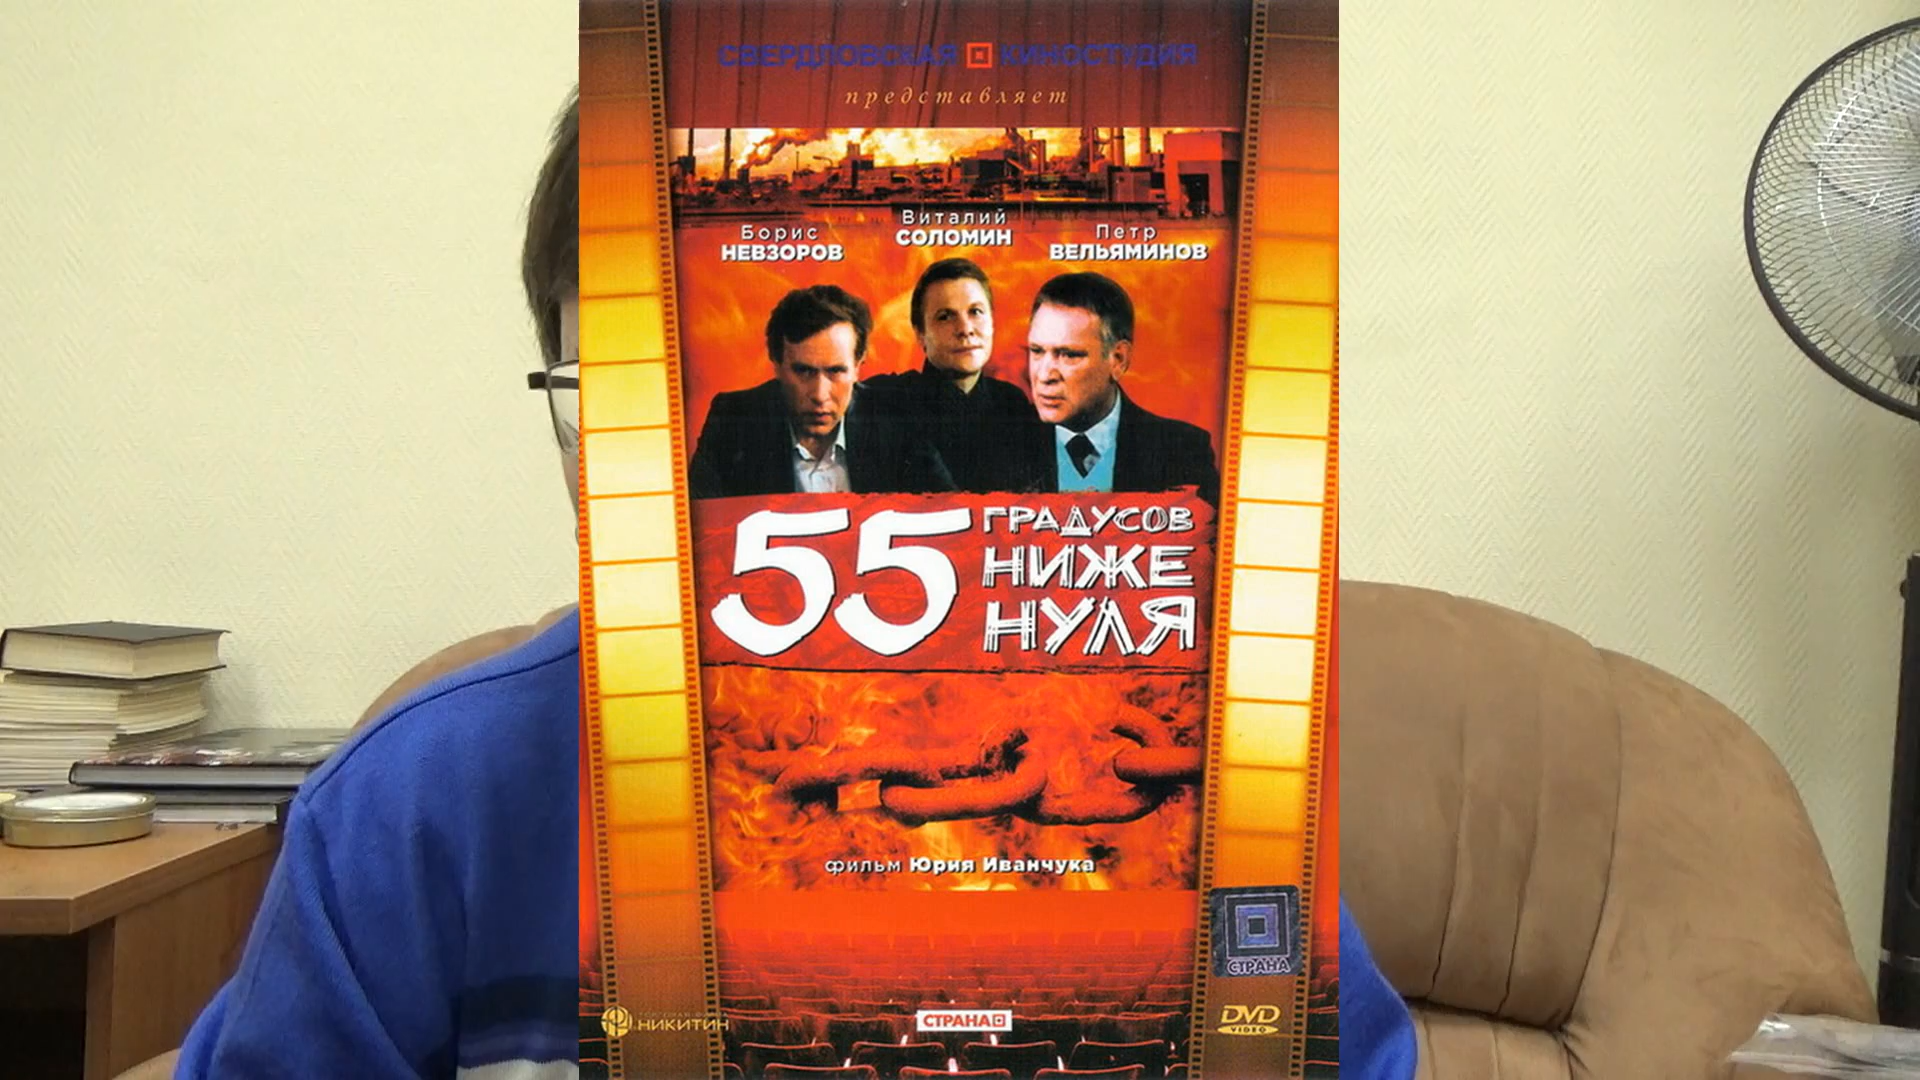 СВЕРДЛОВСКАЯ КИНОСТУДИЯ
представляет
Борис
НЕВЗОРОВ
Виталий
СОЛОМИН
Петр
ВЕЛЬЯМИНОВ
55 ГРАДУСОВ
НИЖЕ
НУЛЯ
фильм Юрия Иванчука
СТРАНА
НИКИТИН
СТРАНА
DVD
VIDEO